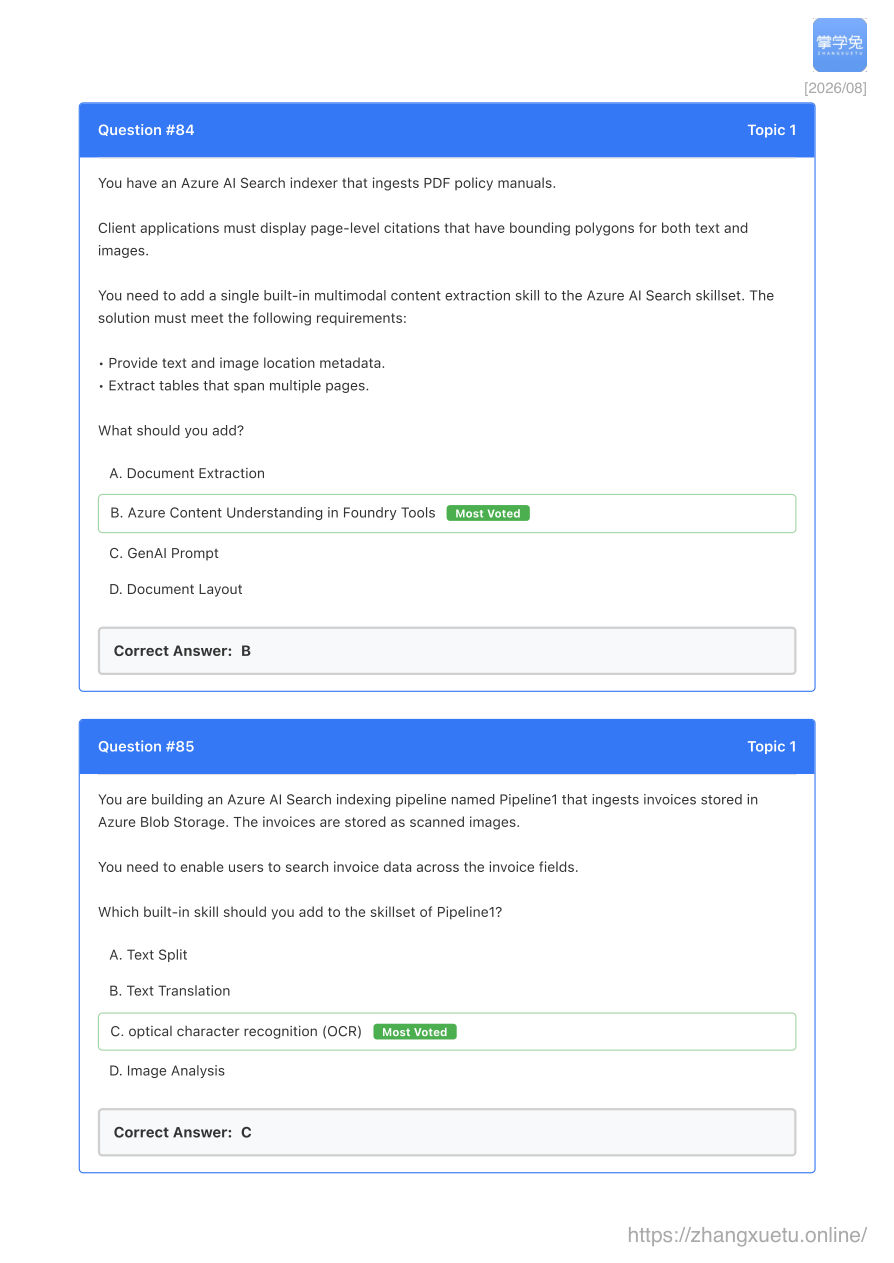 掌学兔
ZHANGXUETU
[2026/08]
Question #84 Topic 1
You have an Azure AI Search indexer that ingests PDF policy manuals.
Client applications must display page-level citations that have bounding polygons for both text and
images.
You need to add a single built-in multimodal content extraction skill to the Azure AI Search skillset. The
solution must meet the following requirements:
• Provide text and image location metadata.
• Extract tables that span multiple pages.
What should you add?
A. Document Extraction
B. Azure Content Understanding in Foundry Tools Most Voted
C. GenAI Prompt
D. Document Layout
Correct Answer: B
Question #85 Topic 1
You are building an Azure AI Search indexing pipeline named Pipeline1 that ingests invoices stored in
Azure Blob Storage. The invoices are stored as scanned images.
You need to enable users to search invoice data across the invoice fields.
Which built-in skill should you add to the skillset of Pipeline1?
A. Text Split
B. Text Translation
C. optical character recognition (OCR) Most Voted
D. Image Analysis
Correct Answer: C
https://zhangxuetu.online/